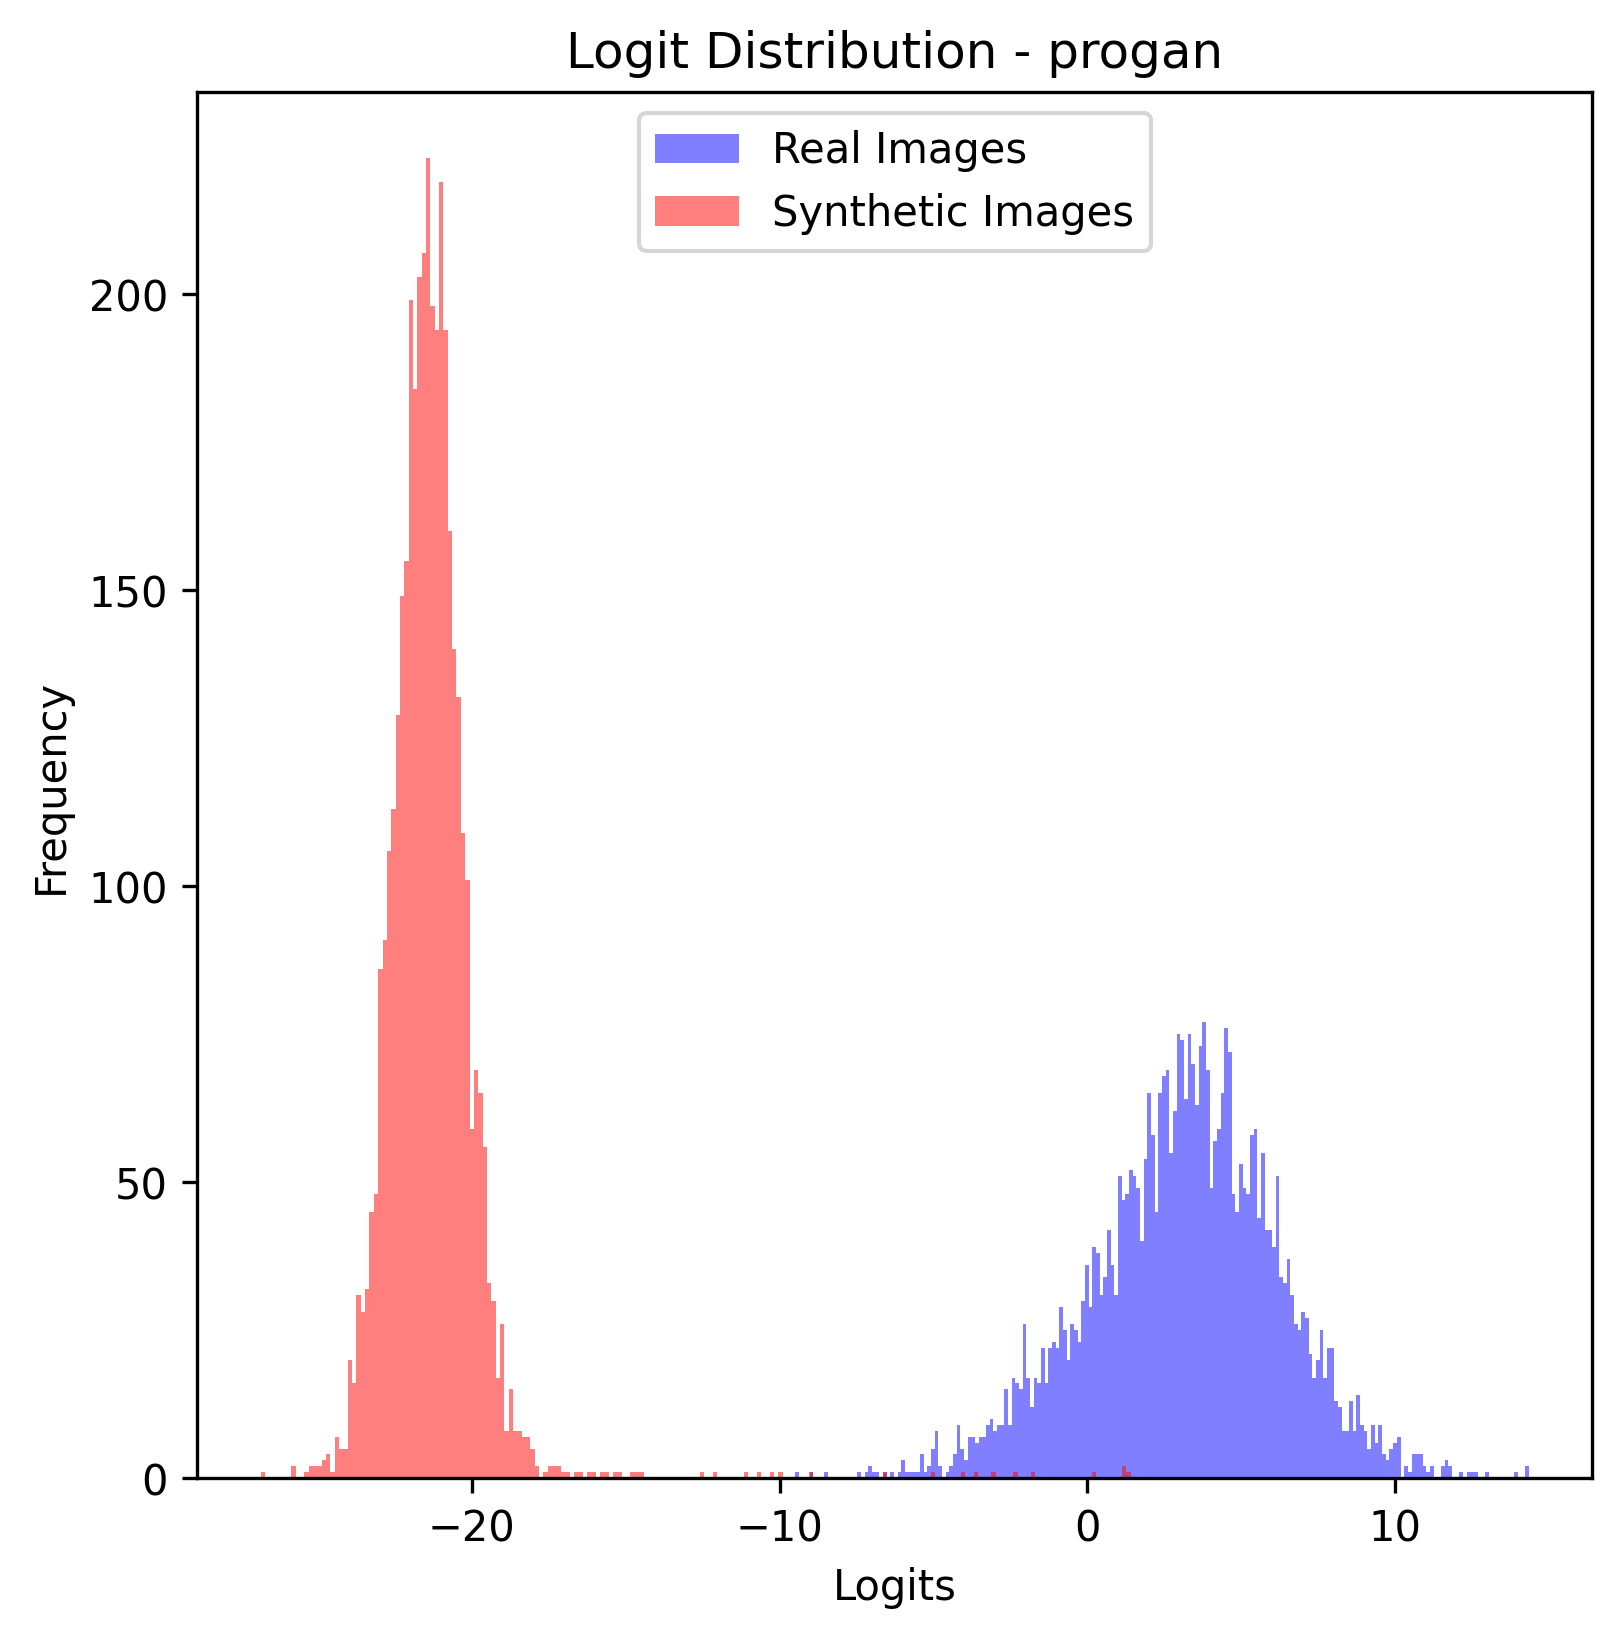 Logit Distribution - progan
Real Images
Synthetic Images
200
150
100
50
0
Frequency
−20
−10
0
10
Logits